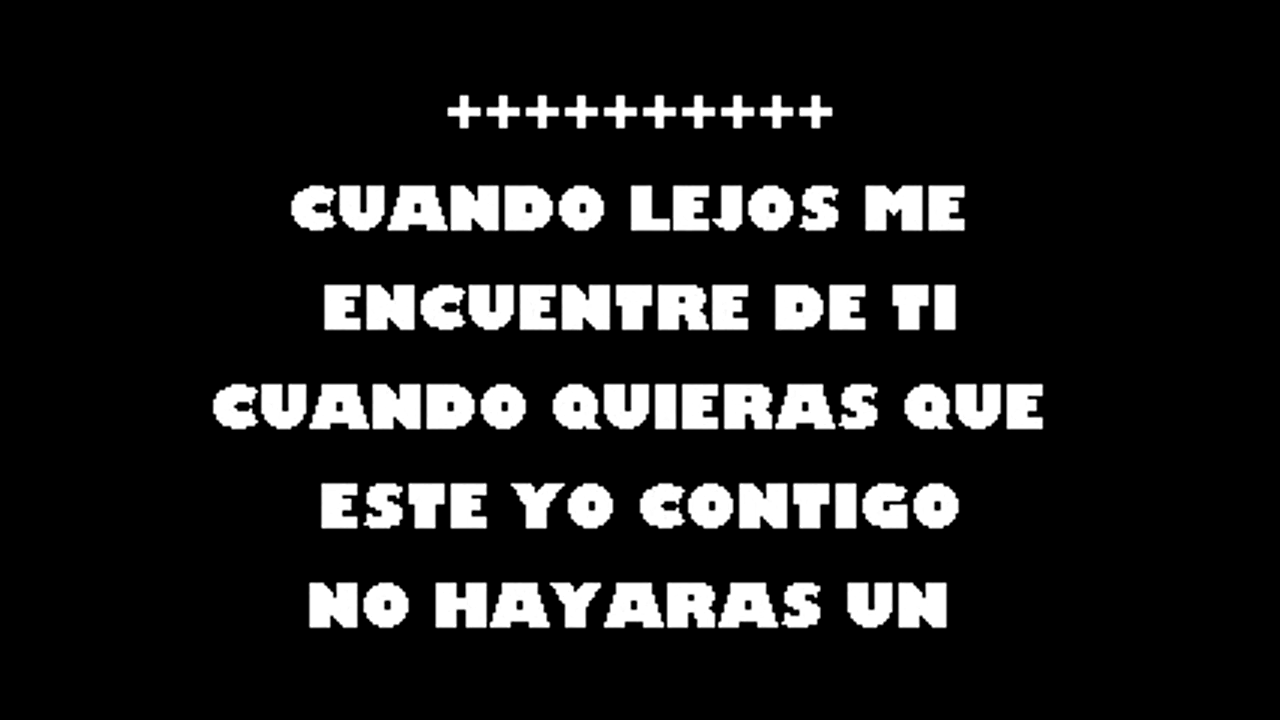 ++++++++++
CUANDO LEJOS ME
ENCUENTRE DE TI
CUANDO QUIERAS QUE
ESTE YO CONTIGO
NO HAYARAS UN